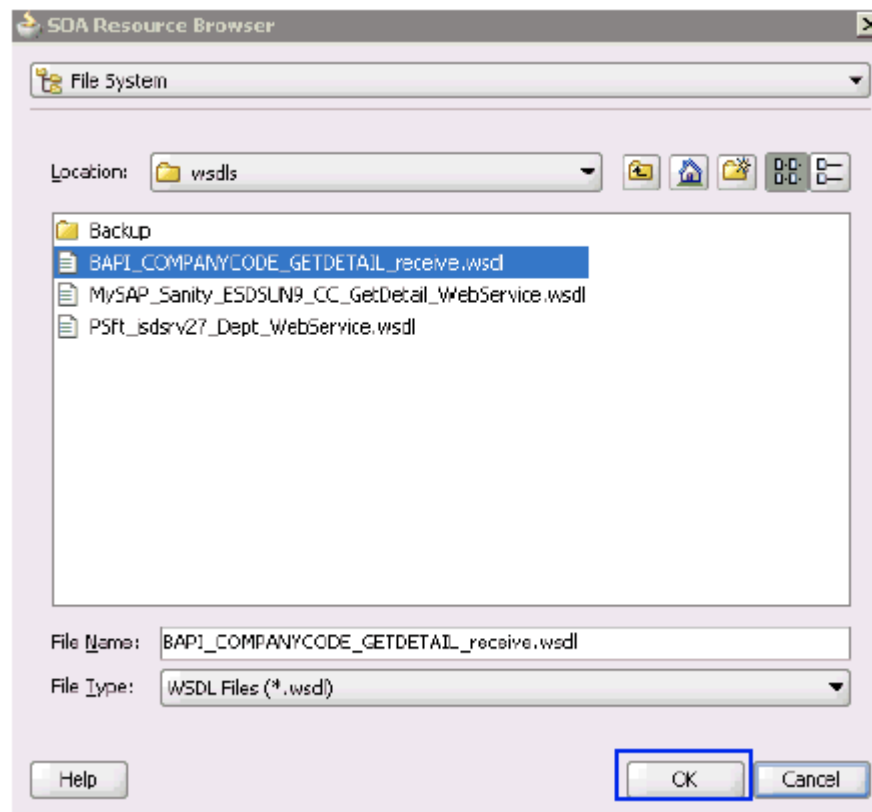 SOA Resource Browser
File System
Location: wsdls
Backup
BAPI_COMPANYCODE_GETDETAIL_receive.wsdl
MySAP_Sanity_ESDSUN9_CC_GetDetail_WebService.wsdl
PSft_isdsrv27_Dept_WebService.wsdl
File Name: BAPI_COMPANYCODE_GETDETAIL_receive.wsdl
File Type: WSDL Files (*.wsdl)
Help OK Cancel